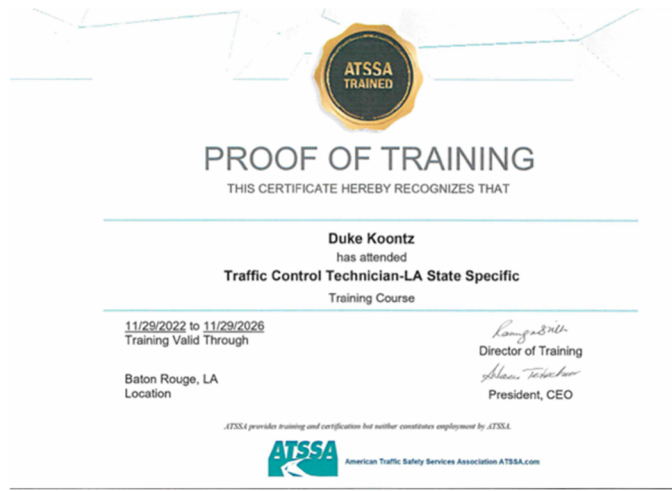 ATSSA
TRAINED
PROOF OF TRAINING
THIS CERTIFICATE HEREBY RECOGNIZES THAT
Duke Koontz
has attended
Traffic Control Technician-LA State Specific
Training Course
11/29/2022 to 11/29/2026
Training Valid Through
Director of Training
Baton Rouge, LA
Location
President, CEO
ATSSA provides training and certification but neither constitutes employment by ATSSA.
ATSSA
American Traffic Safety Services Association ATSSA.com